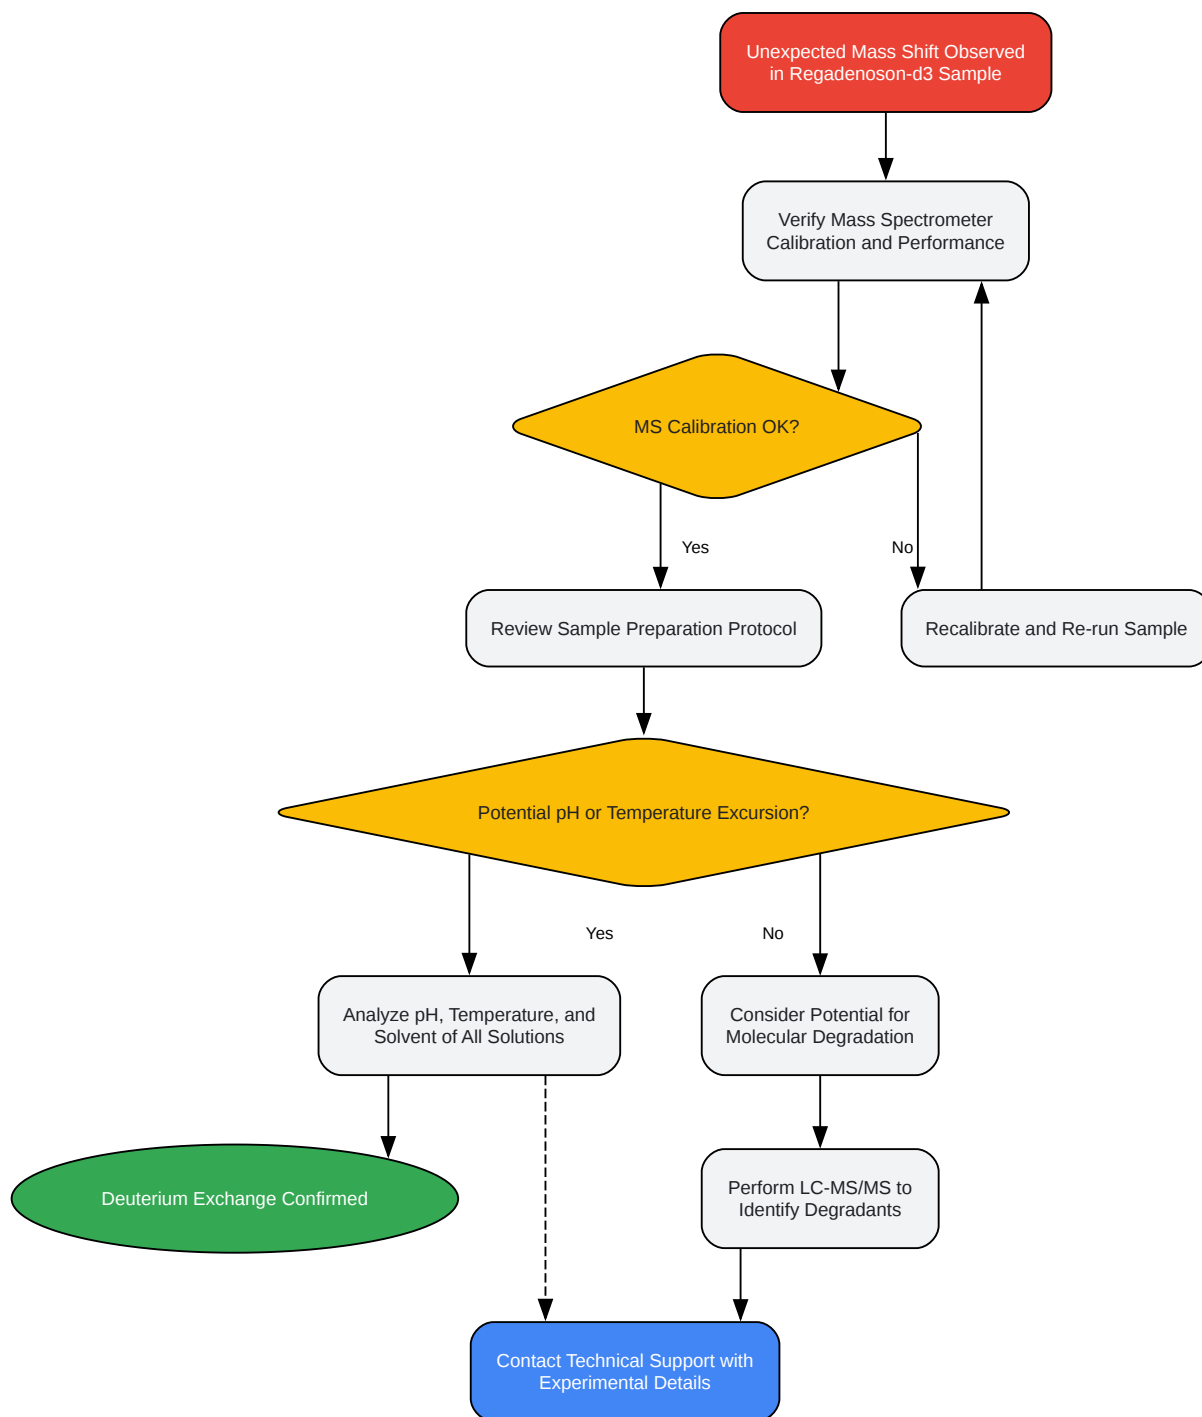 Unexpected Mass Shift Observed
in Regadenoson-d3 Sample
Verify Mass Spectrometer
Calibration and Performance
MS Calibration OK?
Yes
No
Review Sample Preparation Protocol
Recalibrate and Re-run Sample
Potential pH or Temperature Excursion?
Yes
No
Analyze pH, Temperature, and
Solvent of All Solutions
Consider Potential for
Molecular Degradation
Deuterium Exchange Confirmed
Perform LC-MS/MS to
Identify Degradants
Contact Technical Support with
Experimental Details